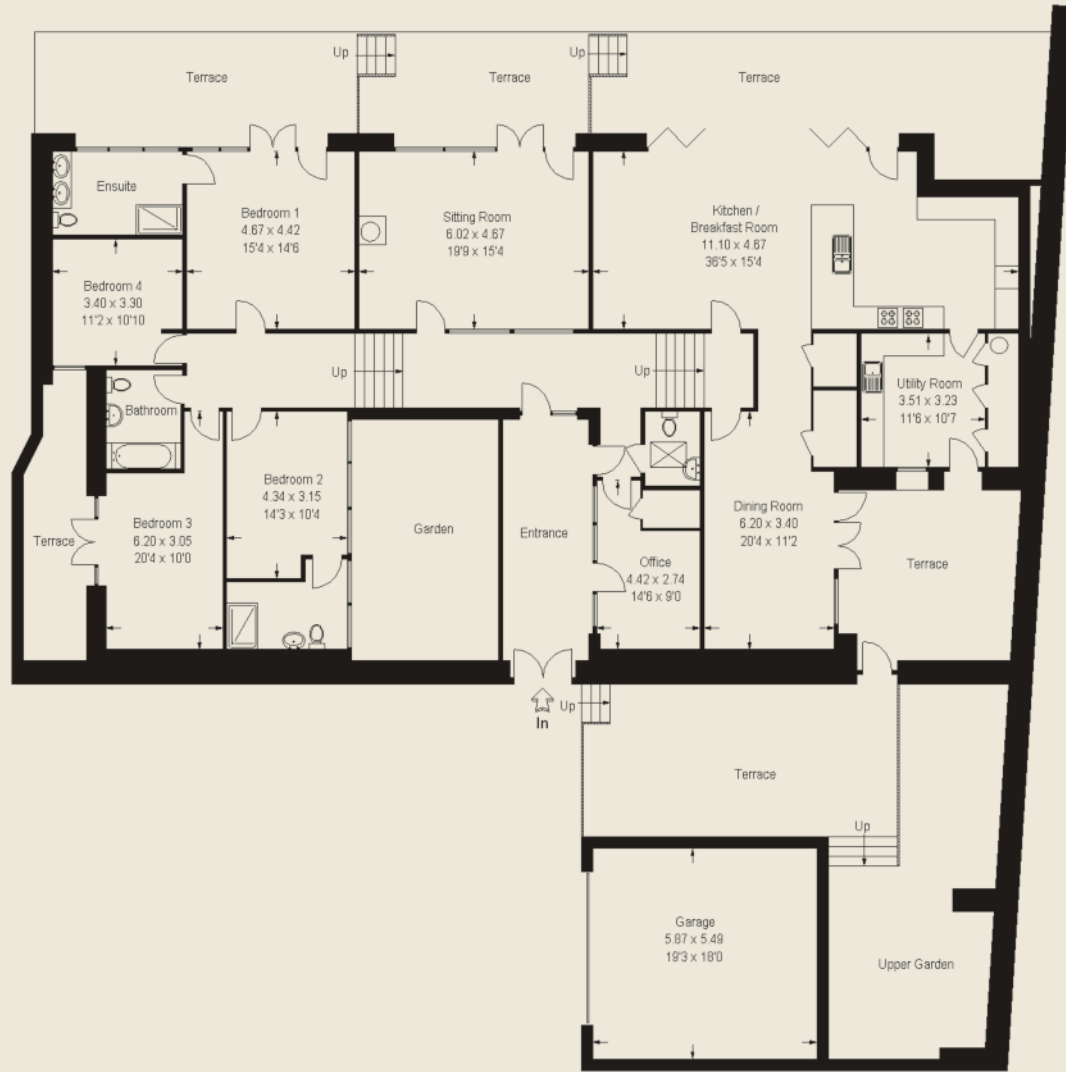 Up
Up
Terrace
Terrace
Terrace
Ensuite
Bedroom 1
4.67 x 4.42
15'4 x 14'6
Sitting Room
6.02 x 4.67
19'9 x 15'4
Kitchen /
Breakfast Room
11.10 x 4.67
36'5 x 15'4
Bedroom 4
3.40 x 3.30
11'2 x 10'10
Up
Up
Utility Room
3.51 x 3.23
11'6 x 10'7
Bathroom
Bedroom 2
4.34 x 3.15
14'3 x 10'4
Bedroom 3
6.20 x 3.05
20'4 x 10'0
Terrace
Garden
Entrance
Office
4.42 x 2.74
14'6 x 9'0
Dining Room
6.20 x 3.40
20'4 x 11'2
Terrace
In
Up
Terrace
Up
Garage
5.87 x 5.49
19'3 x 18'0
Upper Garden